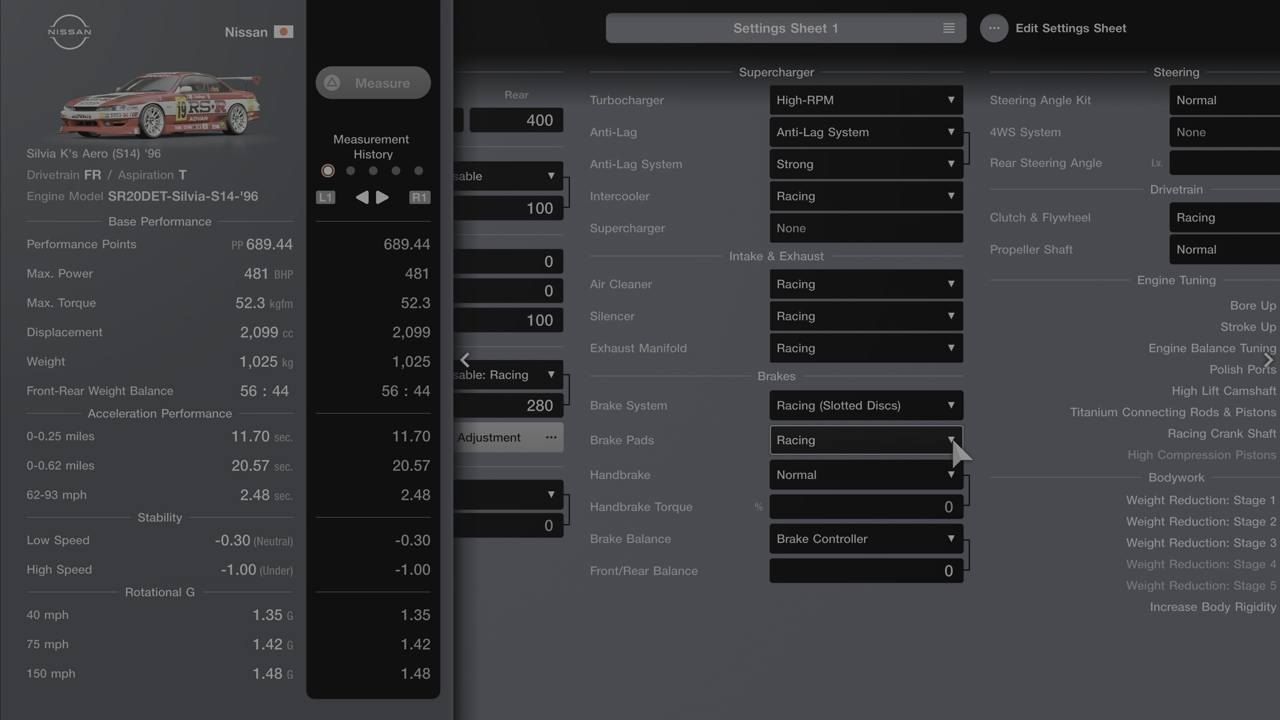 NISSAN
Nissan
Silvia K's Aero (S14) '96
Drivetrain FR / Aspiration T
Engine Model SR20DET-Silvia-S14-'96
Base Performance
Performance Points PP 689.44
Max. Power 481 BHP
Max. Torque 52.3 kgfm
Displacement 2,099 cc
Weight 1,025 kg
Front-Rear Weight Balance 56 : 44
Acceleration Performance
0-0.25 miles 11.70 sec.
0-0.62 miles 20.57 sec.
62-93 mph 2.48 sec.
Stability
Low Speed -0.30 (Neutral)
High Speed -1.00 (Under)
Rotational G
40 mph 1.35 G
75 mph 1.42 G
150 mph 1.48 G
Measure
Measurement
History
L1 R1
689.44
481
52.3
2,099
1,025
56 : 44
11.70
20.57
2.48
-0.30
-1.00
1.35
1.42
1.48
Settings Sheet 1
Edit Settings Sheet
Rear
400
sable
100
0
0
100
sable: Racing
280
Adjustment
0
Supercharger
Turbocharger High-RPM
Anti-Lag Anti-Lag System
Anti-Lag System Strong
Intercooler Racing
Supercharger None
Intake & Exhaust
Air Cleaner Racing
Silencer Racing
Exhaust Manifold Racing
Brakes
Brake System Racing (Slotted Discs)
Brake Pads Racing
Handbrake Normal
Handbrake Torque % 0
Brake Balance Brake Controller
Front/Rear Balance 0
Steering
Steering Angle Kit Normal
4WS System None
Rear Steering Angle Lv.
Drivetrain
Clutch & Flywheel Racing
Propeller Shaft Normal
Engine Tuning
Bore Up
Stroke Up
Engine Balance Tuning
Polish Ports
High Lift Camshaft
Titanium Connecting Rods & Pistons
Racing Crank Shaft
High Compression Pistons
Bodywork
Weight Reduction: Stage 1
Weight Reduction: Stage 2
Weight Reduction: Stage 3
Weight Reduction: Stage 4
Weight Reduction: Stage 5
Increase Body Rigidity